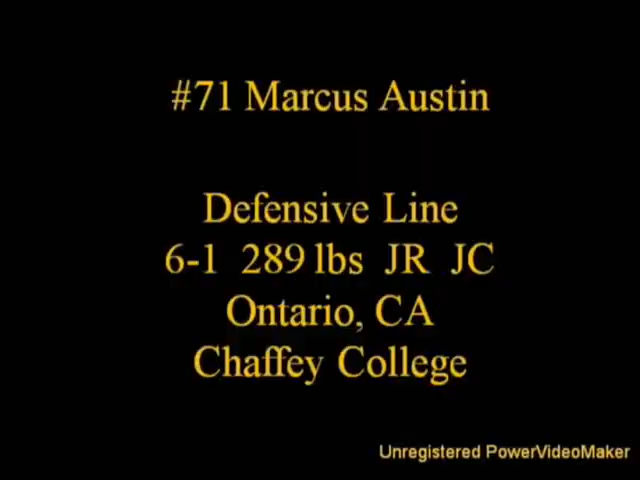 #71 Marcus Austin
Defensive Line
6-1 289 lbs JR JC
Ontario, CA
Chaffey College
Unregistered PowerVideoMaker